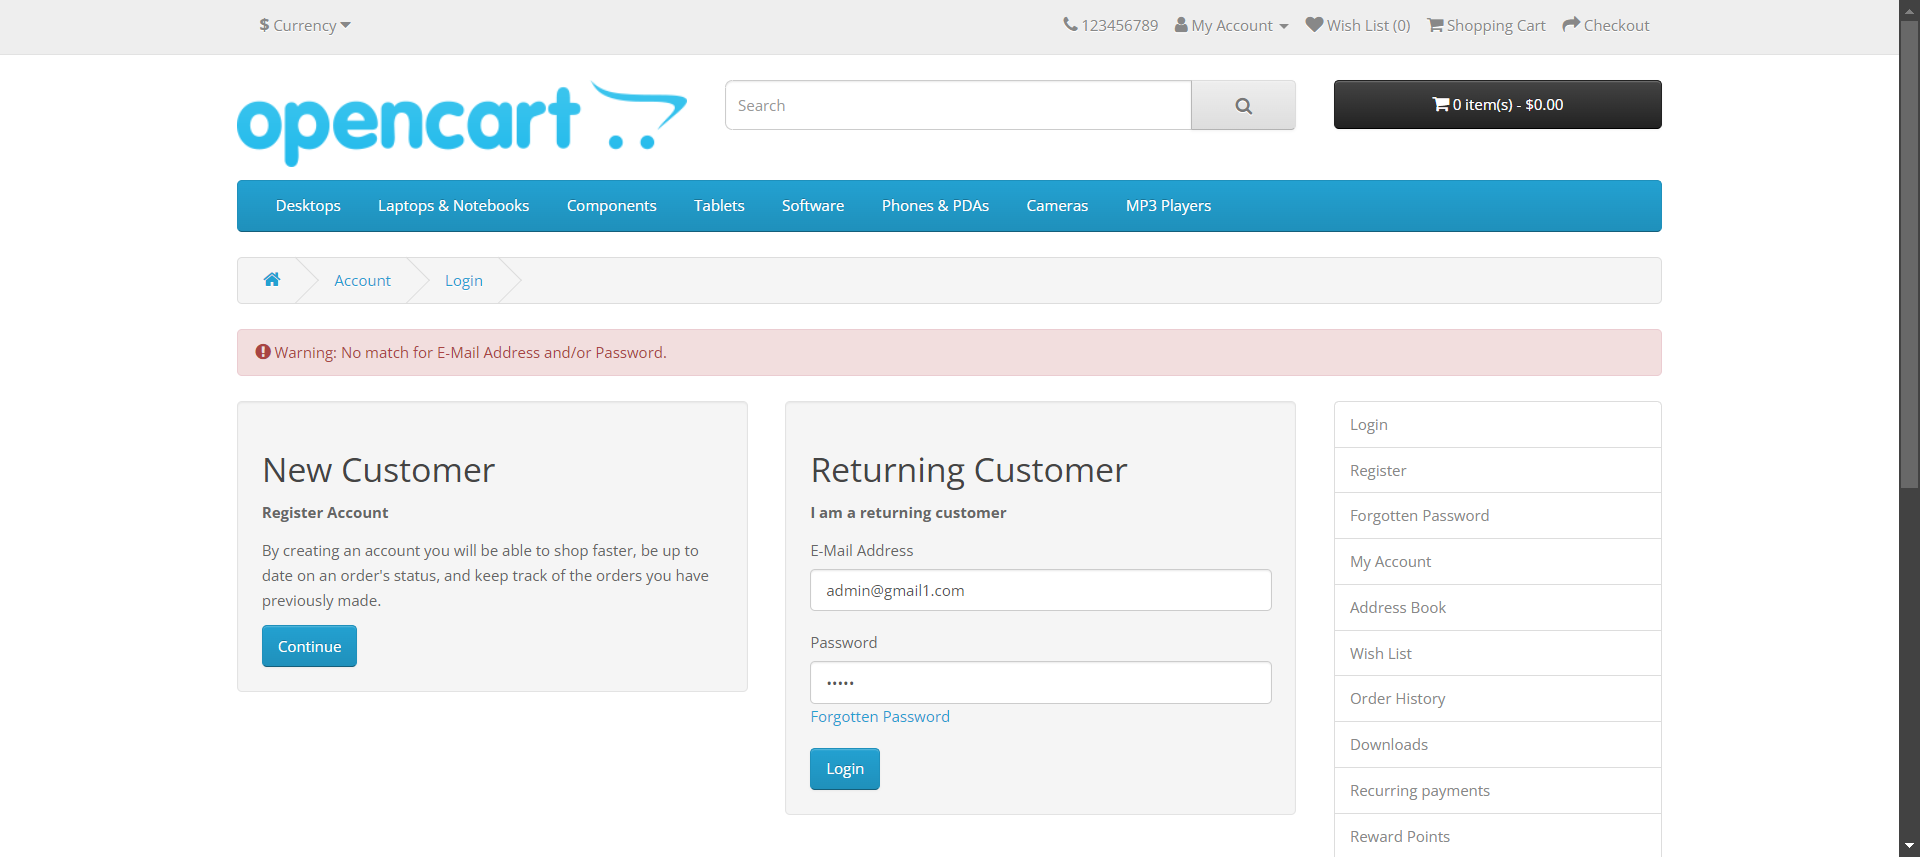 $ Currency
123456789 My Account Wish List (0) Shopping Cart Checkout
opencart
Search
0 item(s) - $0.00
Desktops Laptops & Notebooks Components Tablets Software Phones & PDAs Cameras MP3 Players
Account Login
Warning: No match for E-Mail Address and/or Password.
New Customer
Register Account
By creating an account you will be able to shop faster, be up to
date on an order's status, and keep track of the orders you have
previously made.
Continue
Returning Customer
I am a returning customer
E-Mail Address
admin@gmail1.com
Password
•••••
Forgotten Password
Login
Login
Register
Forgotten Password
My Account
Address Book
Wish List
Order History
Downloads
Recurring payments
Reward Points